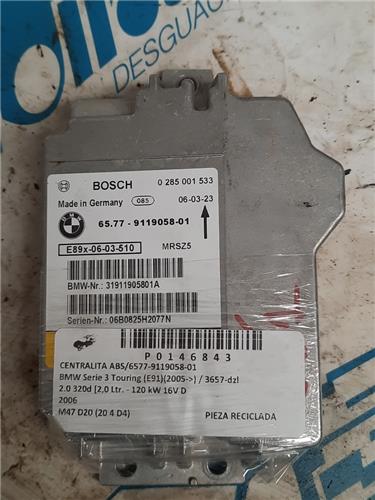 DESGUAC
BOSCH 0 285 001 533
Made in Germany 085 06-03-23
65.77 - 9119058-01
E89x-06-03-510 MRSZ5
BMW-Nr.: 31911905801A
Serien-Nr.: 06B0825H2077N
P0146843
CENTRALITA ABS/6577-9119058-01
BMW Serie 3 Touring (E91)(2005->) / 3657-dzl
2.0 320d [2,0 Ltr. - 120 kW 16V D
2006
M47 D20 (20 4 D4) PIEZA RECICLADA